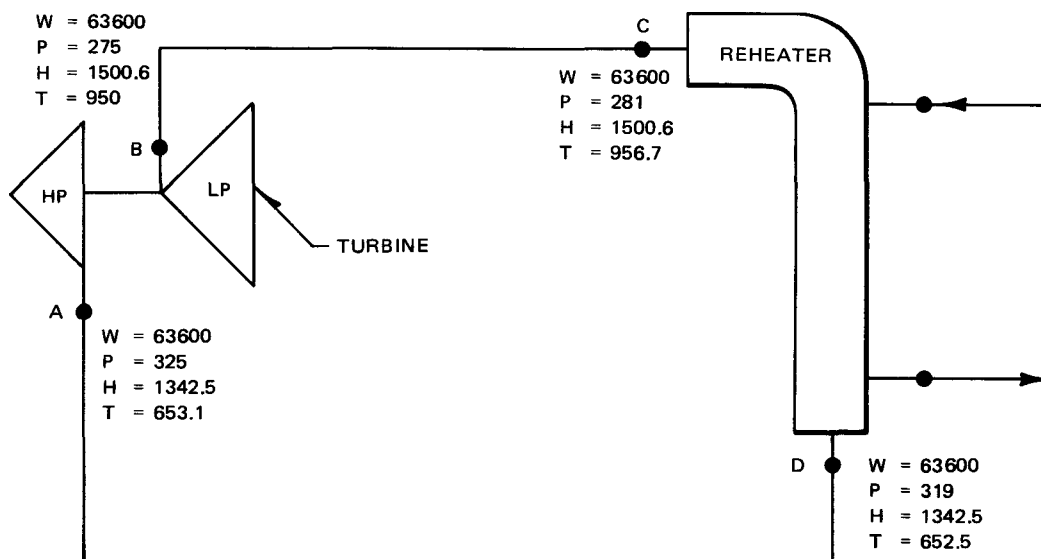 W = 63600
P = 275
H = 1500.6
T = 950
C
REHEATER
W = 63600
P = 281
H = 1500.6
T = 956.7
B
HP
LP
TURBINE
A
W = 63600
P = 325
H = 1342.5
T = 653.1
D
W = 63600
P = 319
H = 1342.5
T = 652.5